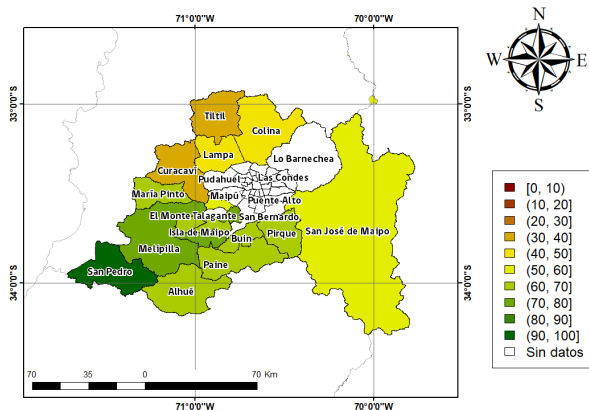 71°0'0"W 70°0'0"W
N
W E
S
33°0'0"S 33°0'0"S
Tiltil
Colina
Lampa
Lo Barnechea
Curacaví
Pudahuel Las Condes
María Pinto
Maipú Puente Alto
El Monte Talagante San Bernardo
Isla de Maipo Pirque San José de Maipo
Buin
Melipilla
Paine
San Pedro
Alhué
34°0'0"S 34°0'0"S
[0, 10)
(10, 20]
(20, 30]
(30, 40]
(40, 50]
(50, 60]
(60, 70]
(70, 80]
(80, 90]
(90, 100]
Sin datos
70 35 0 70 Km
71°0'0"W 70°0'0"W